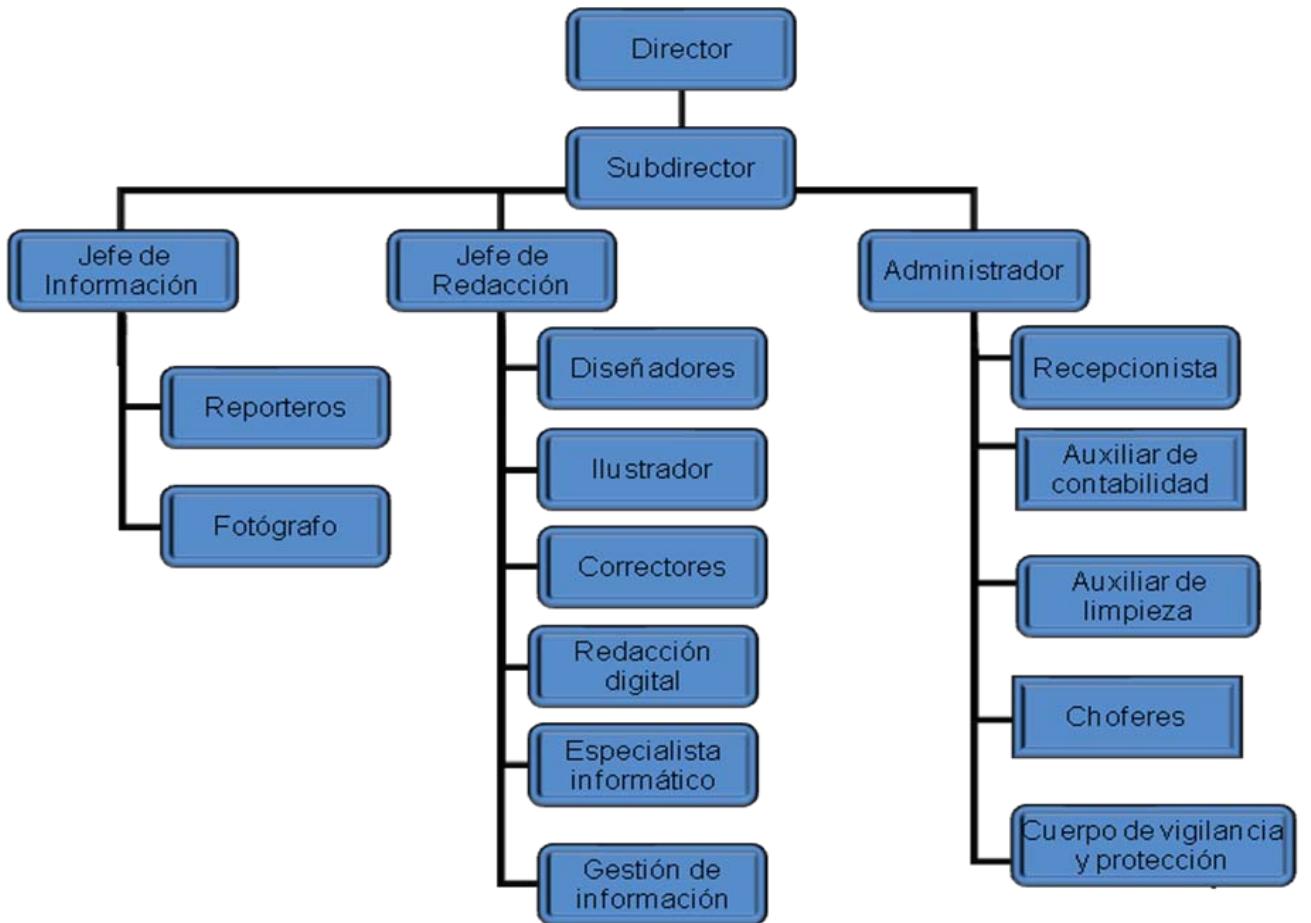 Director
Subdirector
Jefe de
Información
Jefe de
Redacción
Administrador
Reporteros
Fotógrafo
Diseñadores
Ilustrador
Correctores
Redacción
digital
Especialista
informático
Gestión de
información
Recepcionista
Auxiliar de
contabilidad
Auxiliar de
limpieza
Choferes
Cuerpo de vigilancia
y protección